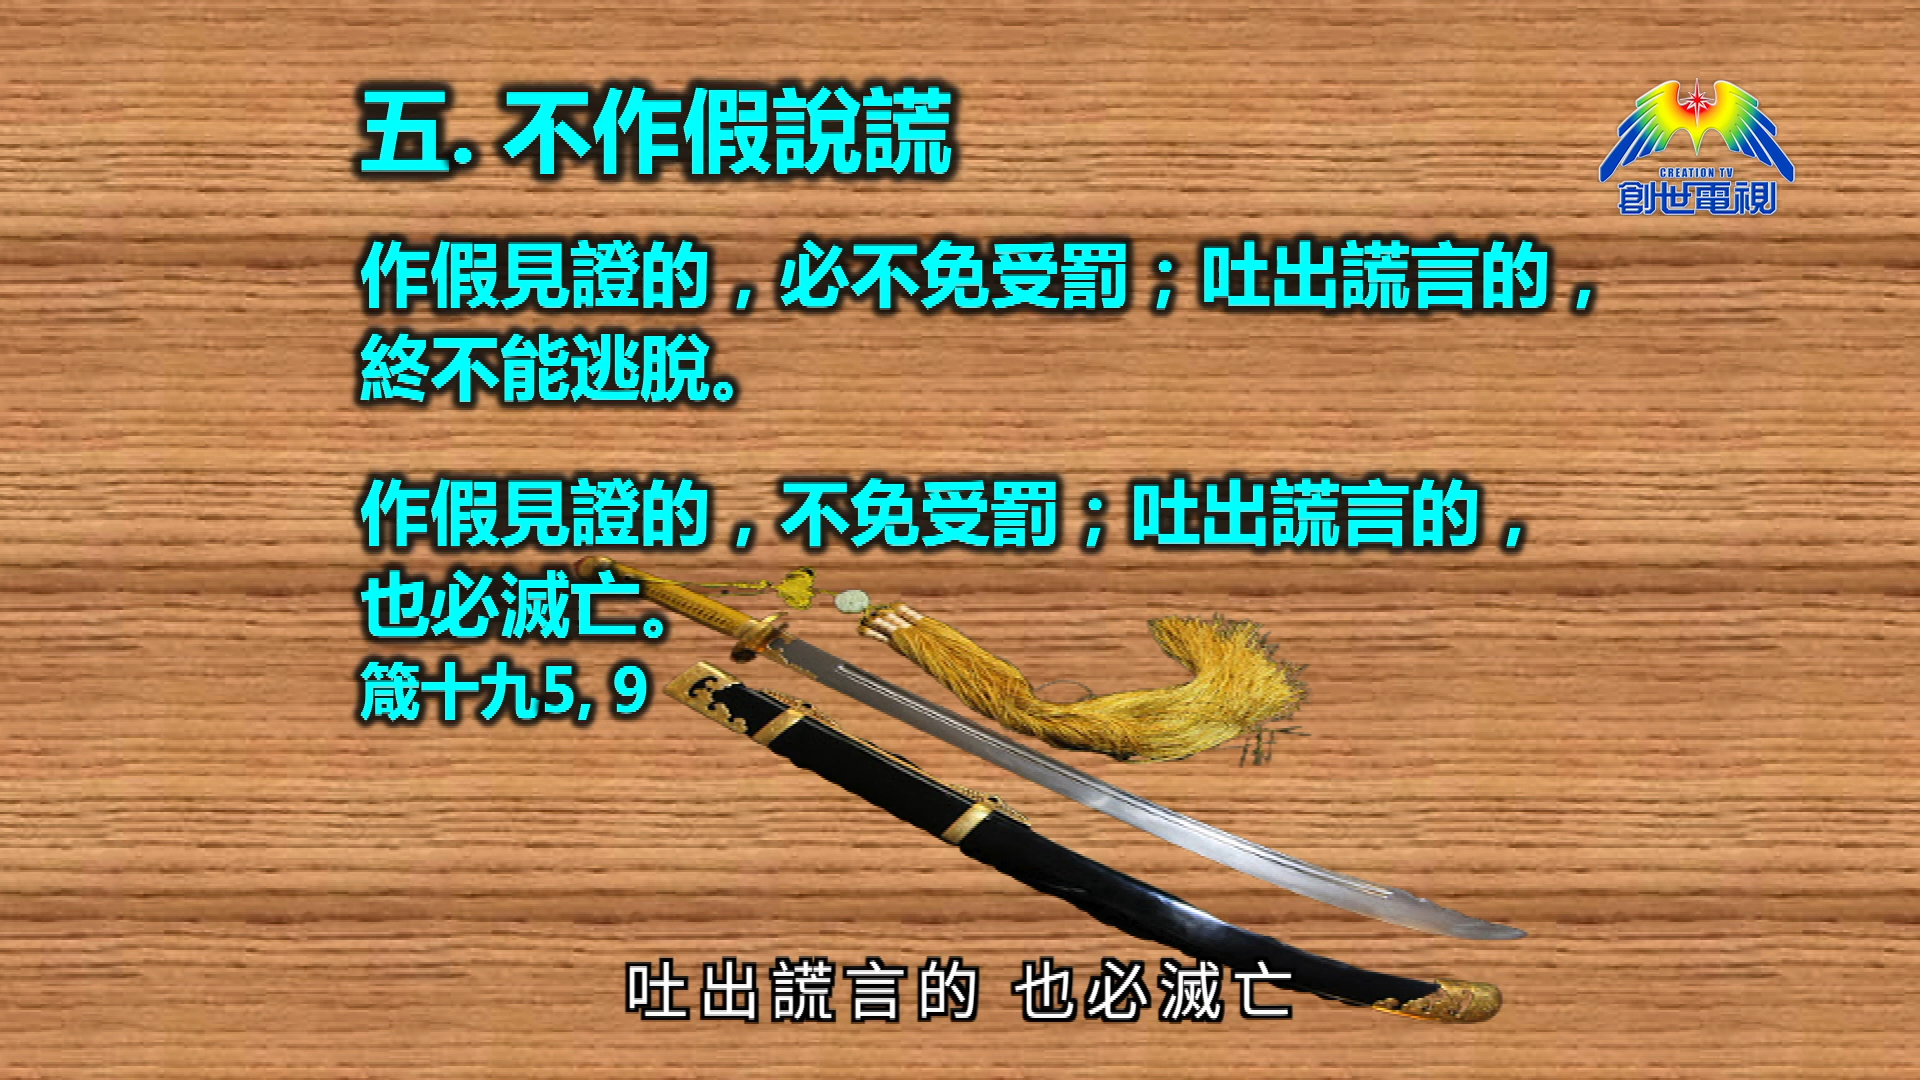 五. 不作假說謊
CREATION TV
創世電視
作假見證的，必不免受罰；吐出謊言的，
終不能逃脫。
作假見證的，不免受罰；吐出謊言的，
也必滅亡。
箴十九5, 9
吐出謊言的 也必滅亡